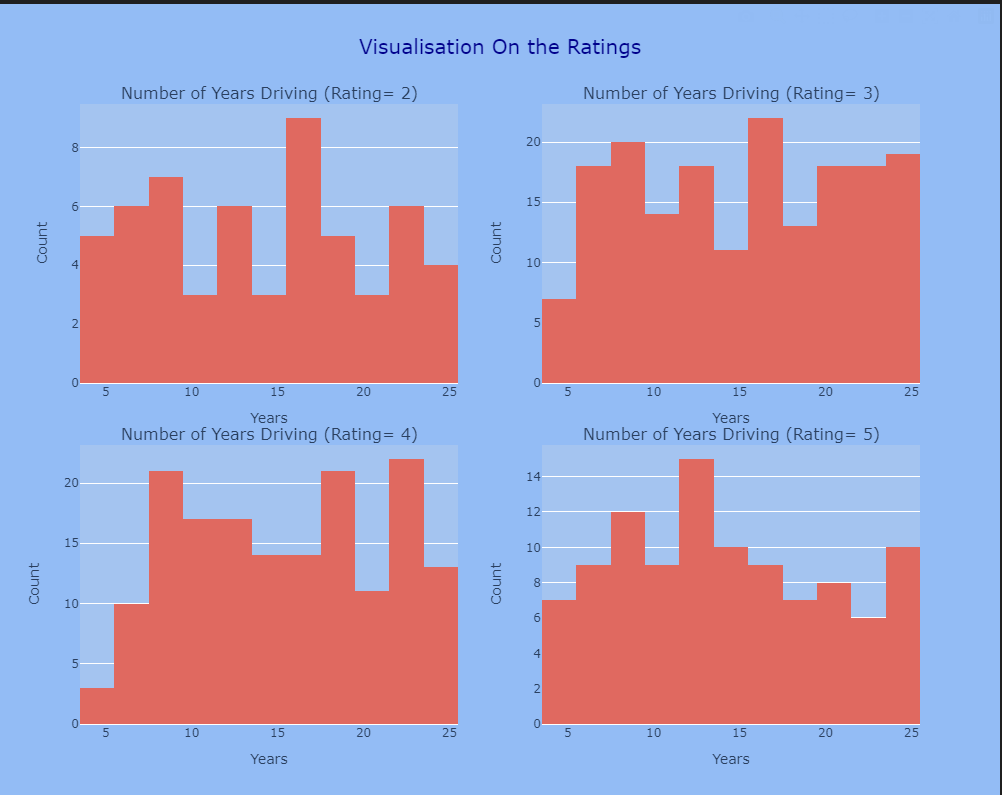 Visualisation On the Ratings
Number of Years Driving (Rating= 2)
Number of Years Driving (Rating= 3)
8
6
4
2
0
Count
5 10 15 20 25
Years
20
15
10
5
0
Count
5 10 15 20 25
Years
Number of Years Driving (Rating= 4)
Number of Years Driving (Rating= 5)
20
15
10
5
0
Count
5 10 15 20 25
Years
14
12
10
8
6
4
2
0
Count
5 10 15 20 25
Years